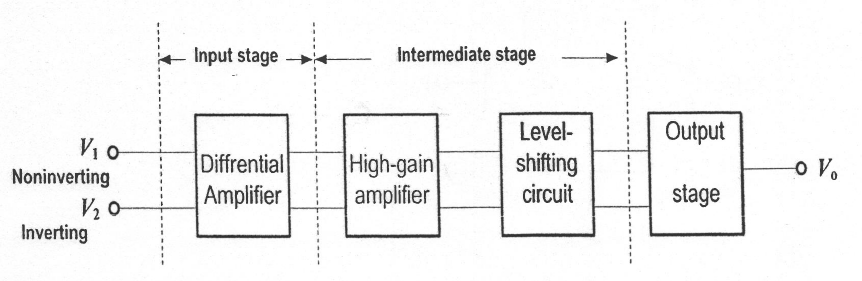 Input stage
Intermediate stage
V1
Noninverting
V2
Inverting
Diffrential
Amplifier
High-gain
amplifier
Level-
shifting
circuit
Output
stage
Vo